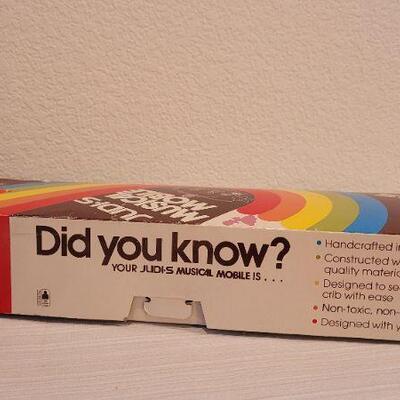 JUDI·S
MUSICAL
MOBILE
Did you know?
YOUR JUDI·S MUSICAL MOBILE IS . . .
• Handcrafted i
• Constructed w
quality materia
• Designed to se
crib with ease
• Non-toxic, non-
• Designed with y